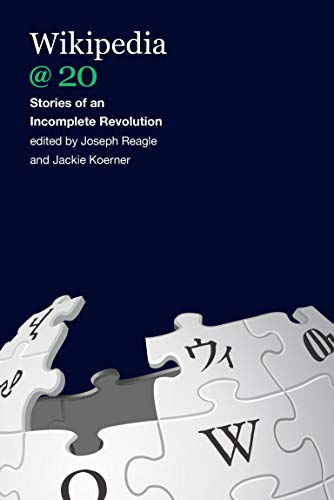 Wikipedia
@ 20
Stories of an
Incomplete Revolution
edited by Joseph Reagle
and Jackie Koerner
ウィ
W